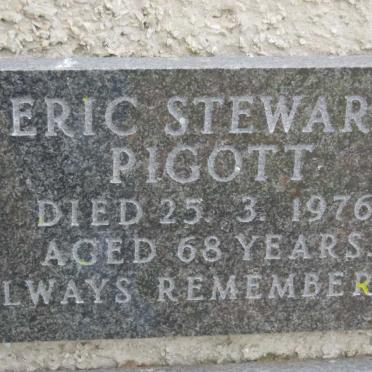 ERIC STEWAR
PIGOTT
DIED 25. 3. 1976
AGED 68 YEARS.
LWAYS REMEMBER